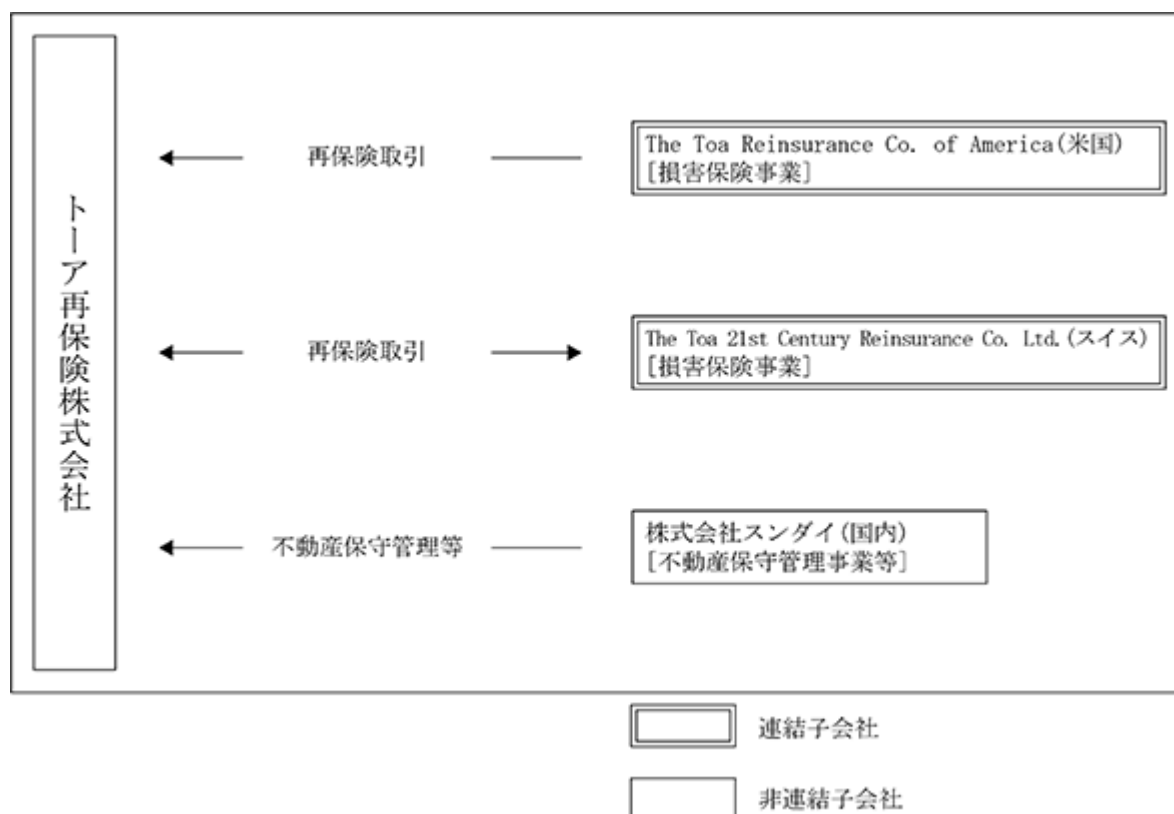 トーア再保険株式会社
再保険取引
The Toa Reinsurance Co. of America(米国)
[損害保険事業]
再保険取引
The Toa 21st Century Reinsurance Co. Ltd.(スイス)
[損害保険事業]
不動産保守管理等
株式会社スンダイ(国内)
[不動産保守管理事業等]
連結子会社
非連結子会社